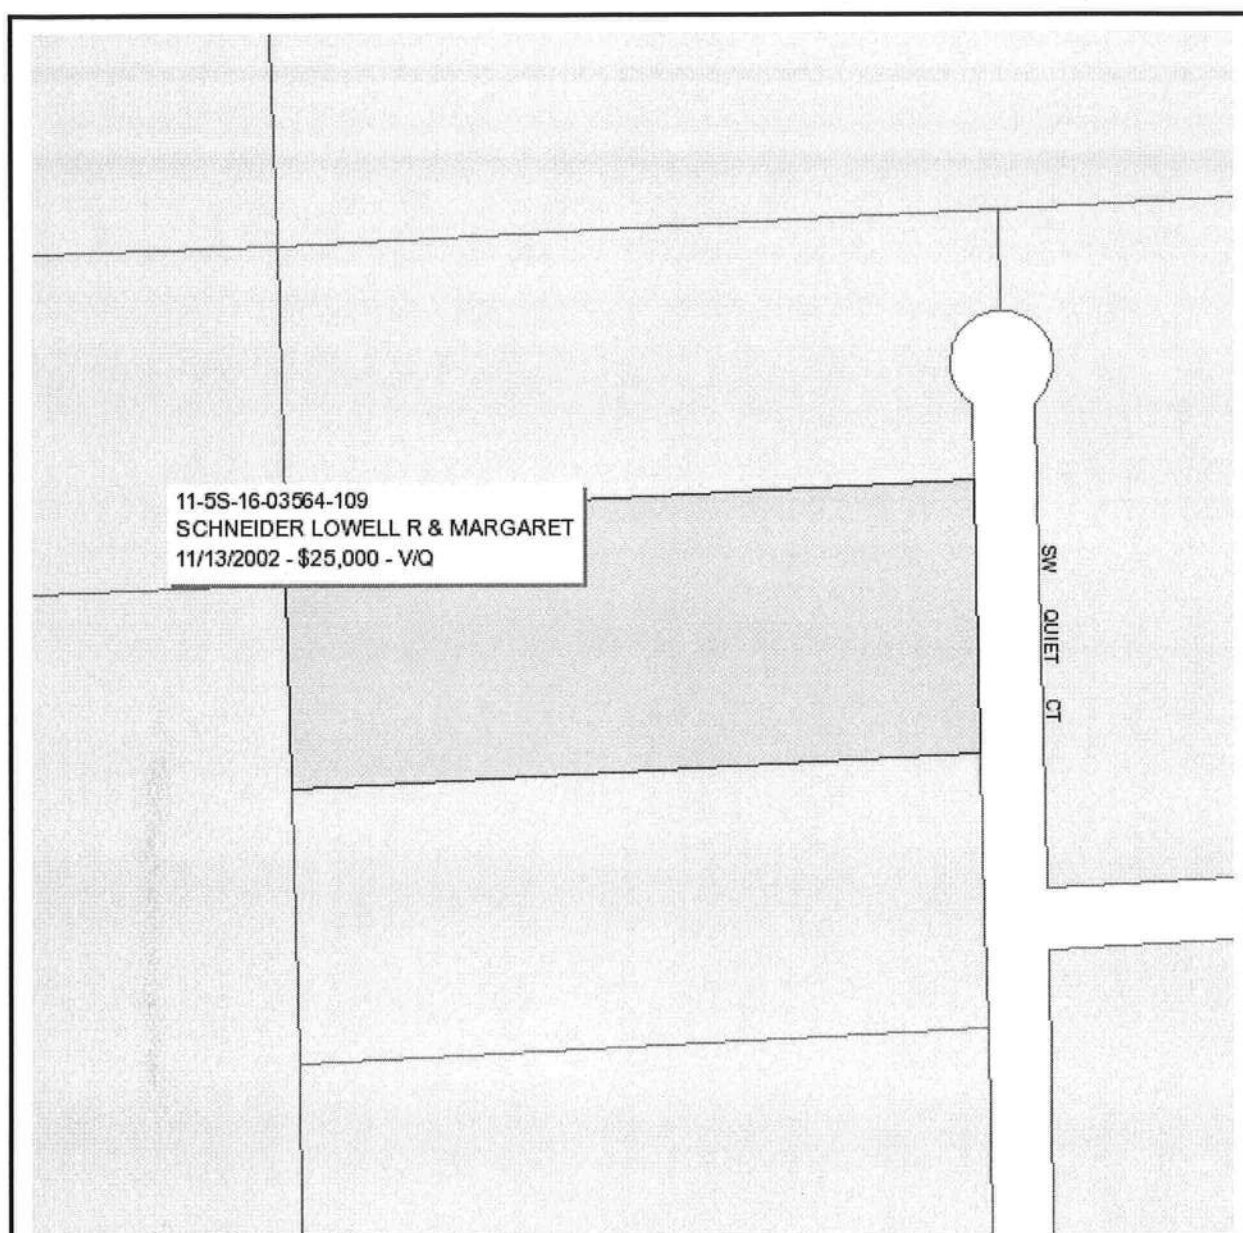 11-5S-16-03564-109
SCHNEIDER LOWELL R & MARGARET
11/13/2002 - $25,000 - V/Q
SW QUIET CT